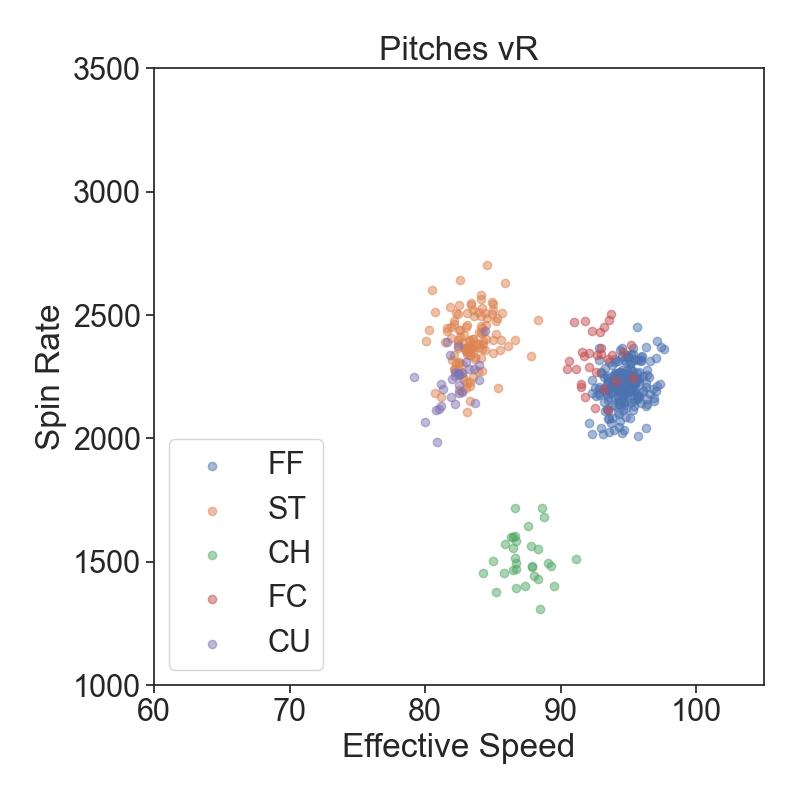 Pitches vR
3500
3000
2500
2000
1500
1000
Spin Rate
FF
ST
CH
FC
CU
60 70 80 90 100
Effective Speed